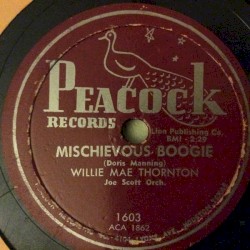 PEACOCK
RECORDS
Lion Publishing Co.
BMI - 2:29
MISCHIEVOUS BOOGIE
(Doris Manning)
WILLIE MAE THORNTON
Joe Scott Orch.
1603
ACA 1862